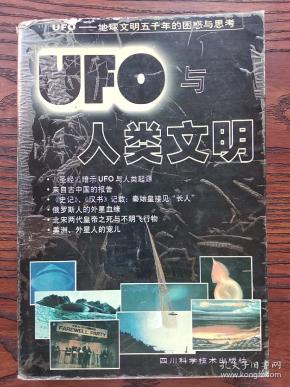 UFO——地球文明五千年的困惑与思考
UFO与
人类文明
• 《圣经》暗示UFO与人类起源
• 来自古中国的报告
• 《史记》、《汉书》记载：秦始皇接见“长人”
• 俄罗斯人的外星血缘
• 北宋两代皇帝之死与不明飞行物
• 美洲、外星人的宠儿
FAREWELL PARTY
四川科学技术出版社